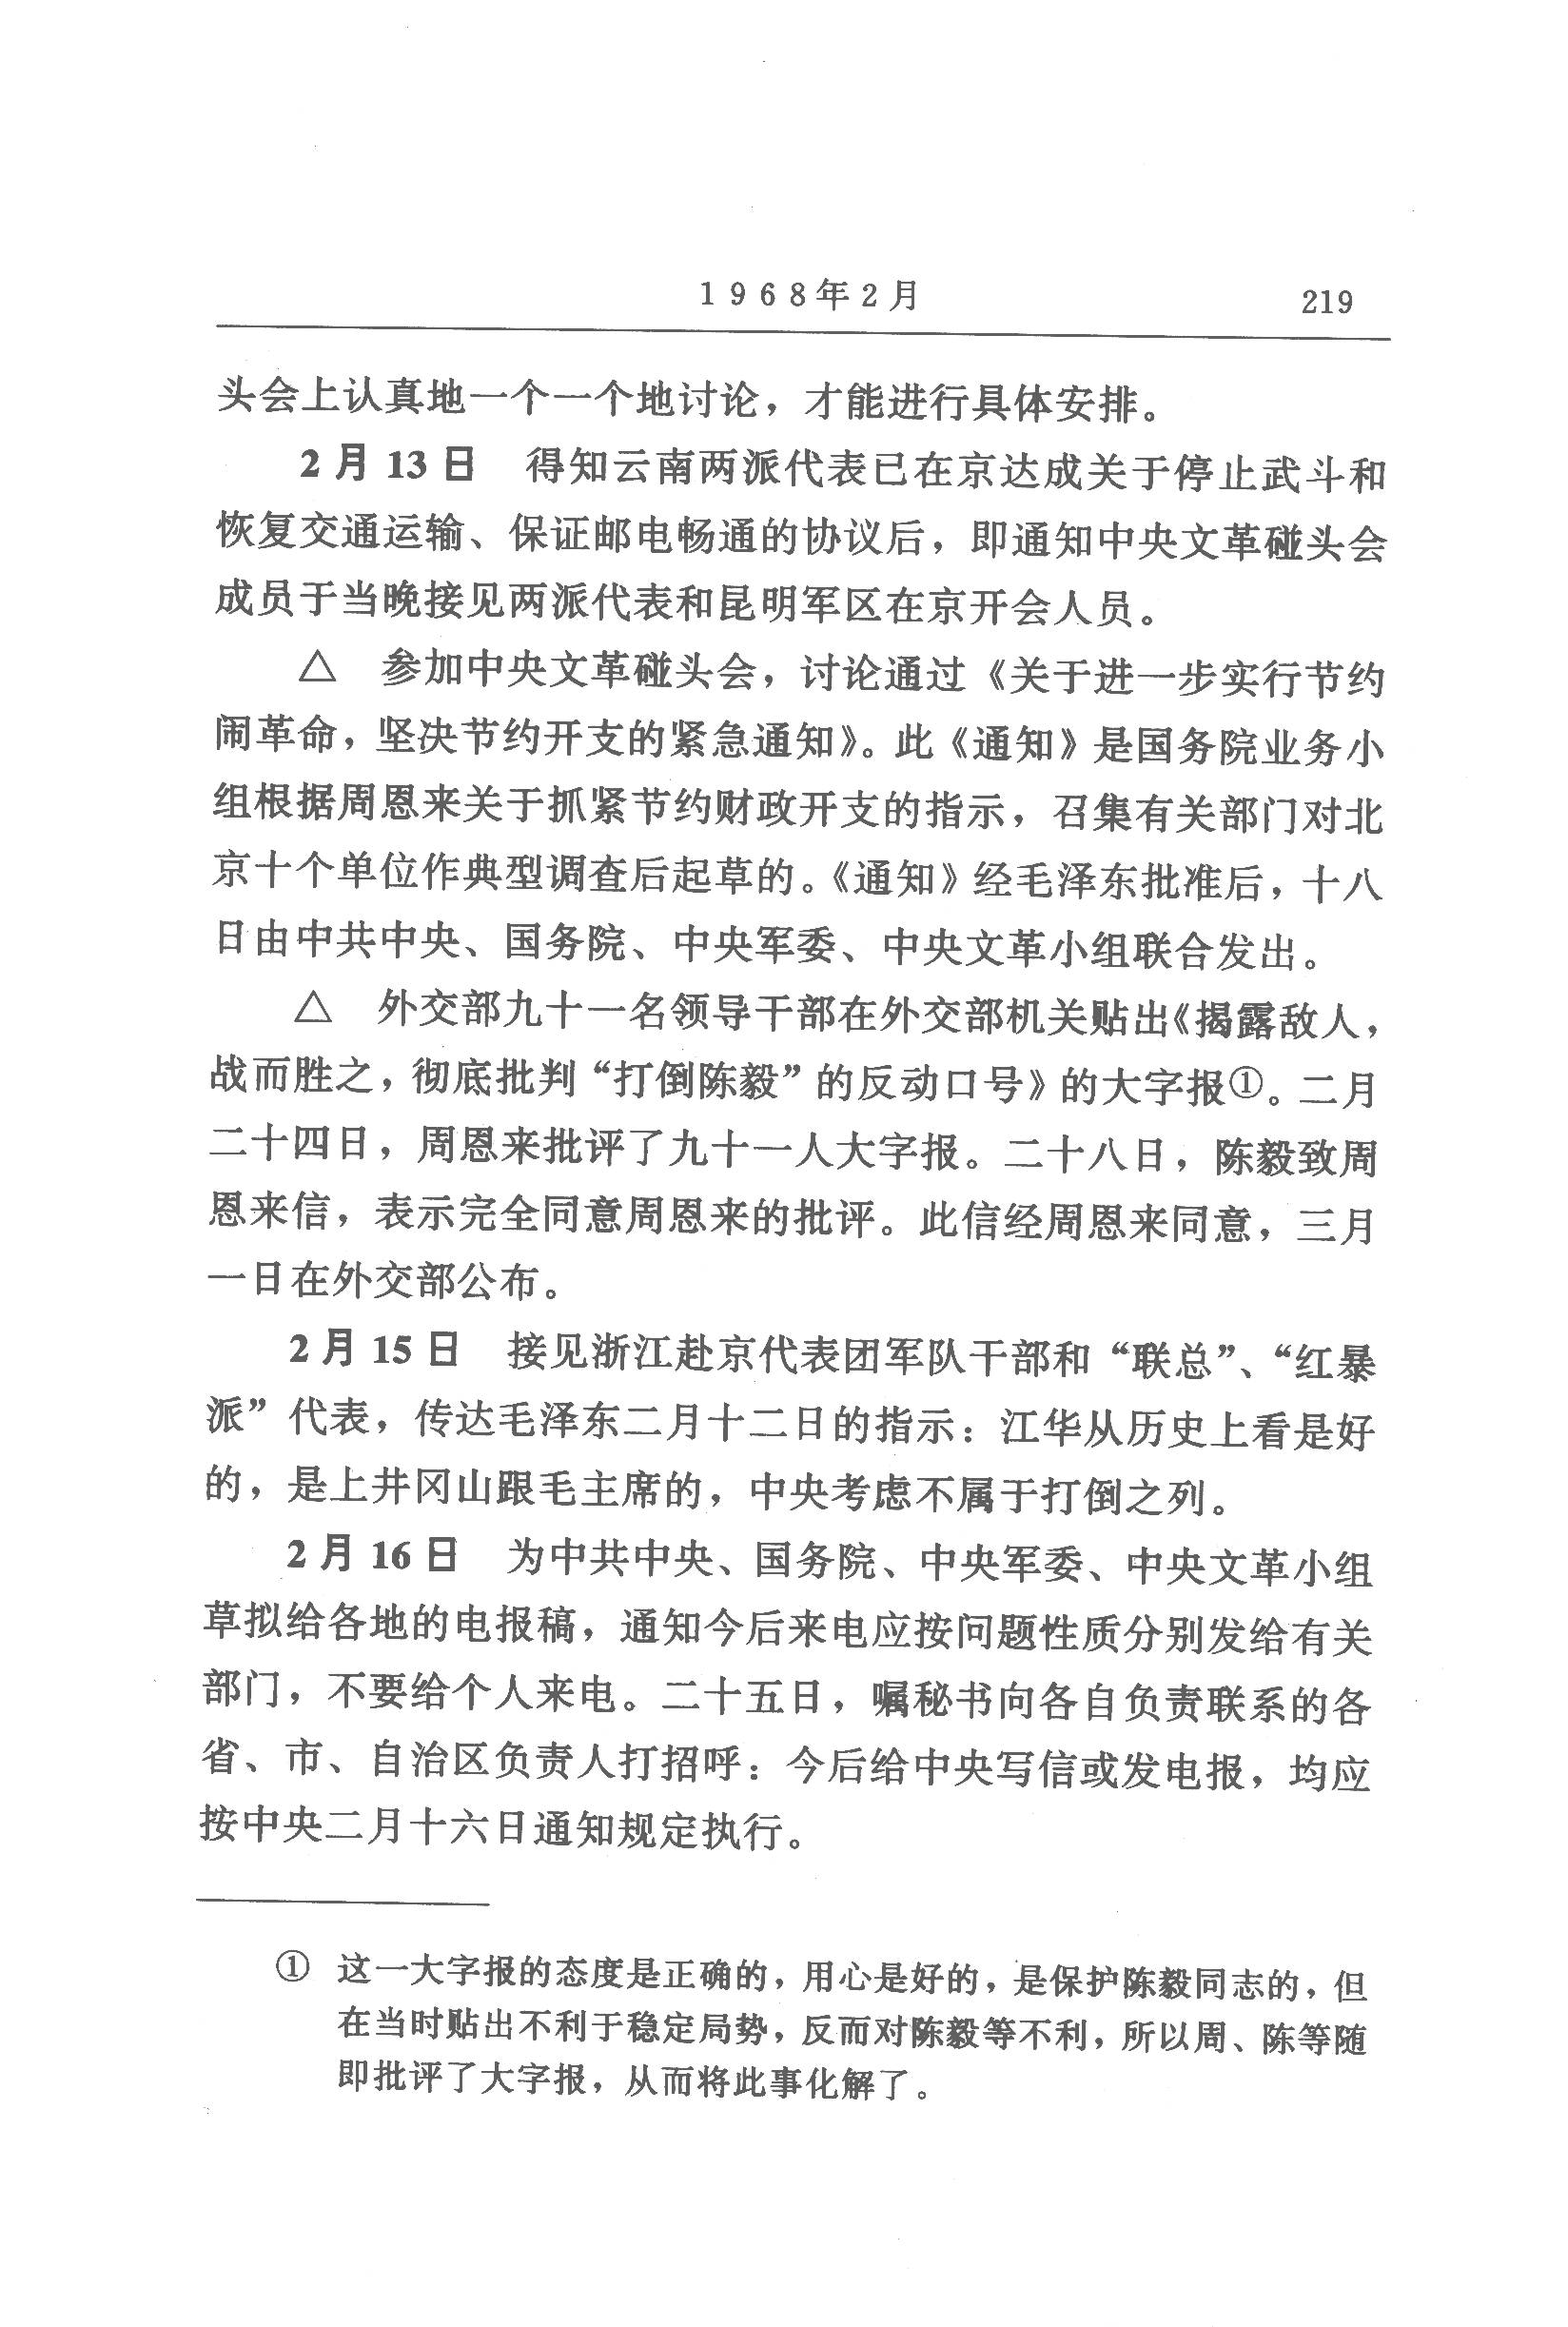 1968年2月 219
头会上认真地一个一个地讨论，才能进行具体安排。
2月13日 得知云南两派代表已在京达成关于停止武斗和
恢复交通运输、保证邮电畅通的协议后，即通知中央文革碰头会
成员于当晚接见两派代表和昆明军区在京开会人员。
△ 参加中央文革碰头会，讨论通过《关于进一步实行节约
闹革命，坚决节约开支的紧急通知》。此《通知》是国务院业务小
组根据周恩来关于抓紧节约财政开支的指示，召集有关部门对北
京十个单位作典型调查后起草的。《通知》经毛泽东批准后，十八
日由中共中央、国务院、中央军委、中央文革小组联合发出。
△ 外交部九十一名领导干部在外交部机关贴出《揭露敌人，
战而胜之，彻底批判“打倒陈毅”的反动口号》的大字报①。二月
二十四日，周恩来批评了九十一人大字报。二十八日，陈毅致周
恩来信，表示完全同意周恩来的批评。此信经周恩来同意，三月
一日在外交部公布。
2月15日 接见浙江赴京代表团军队干部和“联总”、“红暴
派”代表，传达毛泽东二月十二日的指示：江华从历史上看是好
的，是上井冈山跟毛主席的，中央考虑不属于打倒之列。
2月16日 为中共中央、国务院、中央军委、中央文革小组
草拟给各地的电报稿，通知今后来电应按问题性质分别发给有关
部门，不要给个人来电。二十五日，嘱秘书向各自负责联系的各
省、市、自治区负责人打招呼：今后给中央写信或发电报，均应
按中央二月十六日通知规定执行。
① 这一大字报的态度是正确的，用心是好的，是保护陈毅同志的，但
在当时贴出不利于稳定局势，反而对陈毅等不利，所以周、陈等随
即批评了大字报，从而将此事化解了。